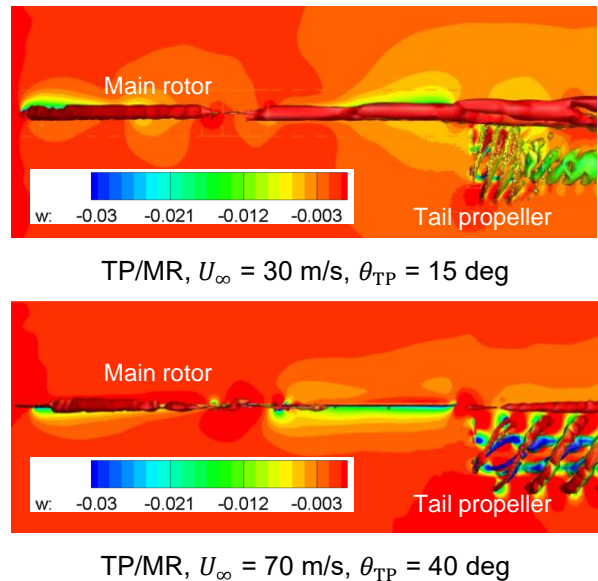 Main rotor
w: -0.03 -0.021 -0.012 -0.003
Tail propeller
TP/MR, U∞ = 30 m/s, θTP = 15 deg
Main rotor
w: -0.03 -0.021 -0.012 -0.003
Tail propeller
TP/MR, U∞ = 70 m/s, θTP = 40 deg